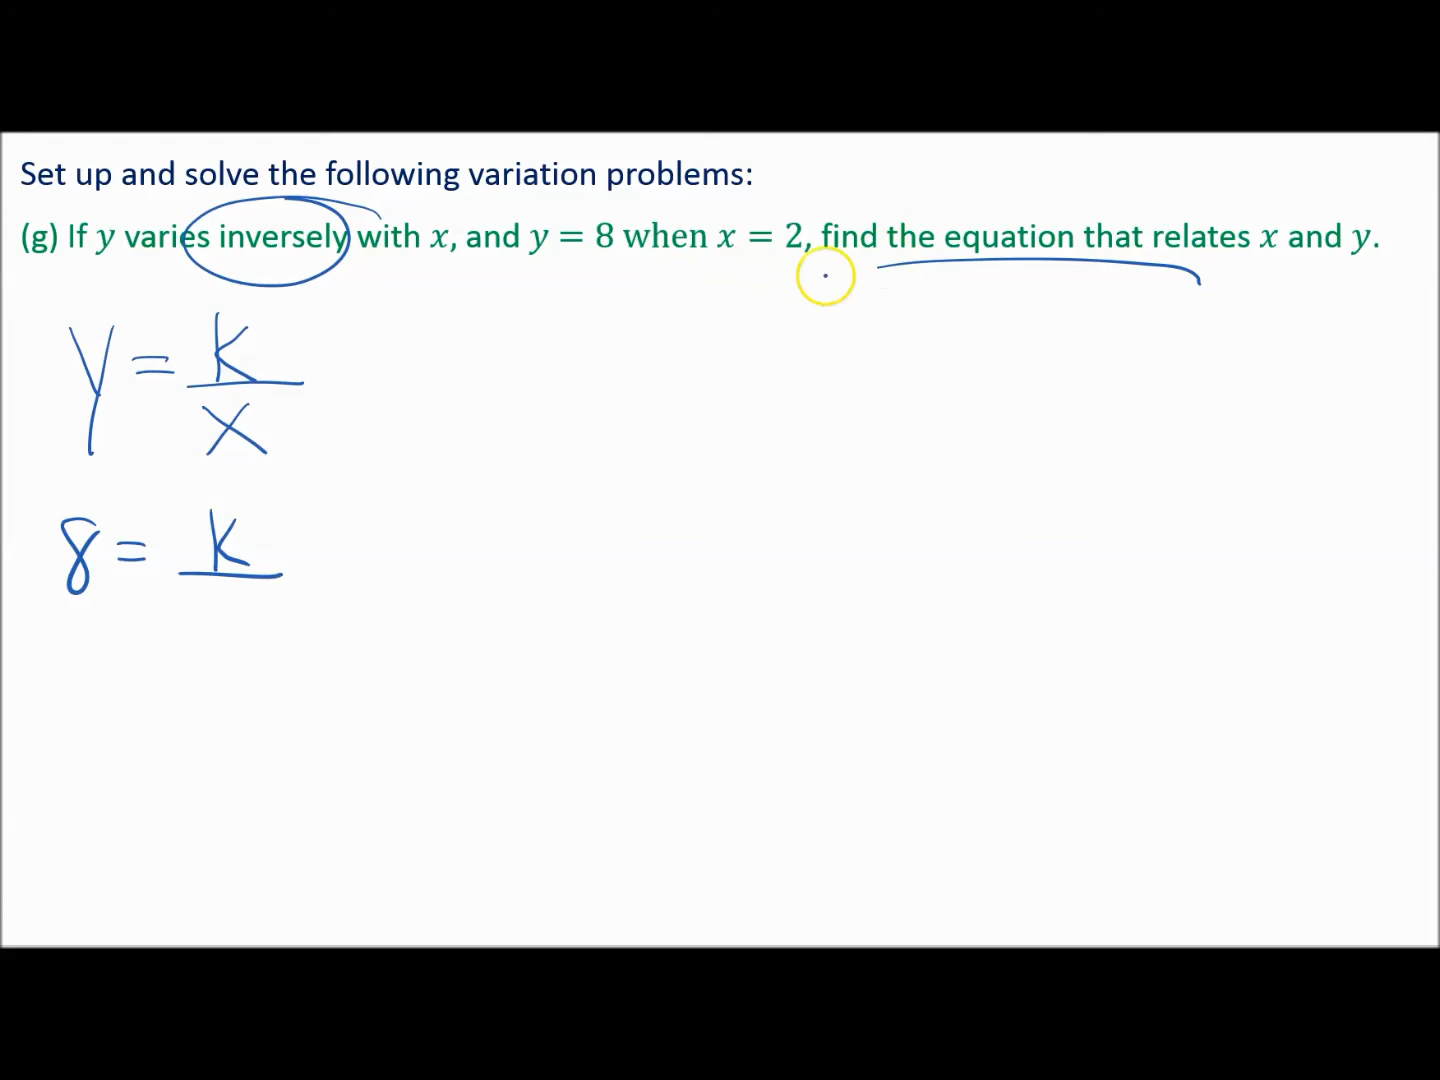 Set up and solve the following variation problems:
(g) If y varies inversely with x, and y = 8 when x = 2, find the equation that relates x and y.
y = k
x
8 = k